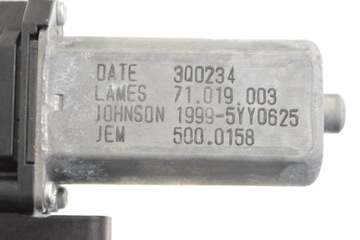 DATE 3Q0234
LAMES 71.019.003
JOHNSON 1999-5YY0625
JEM 500.0158